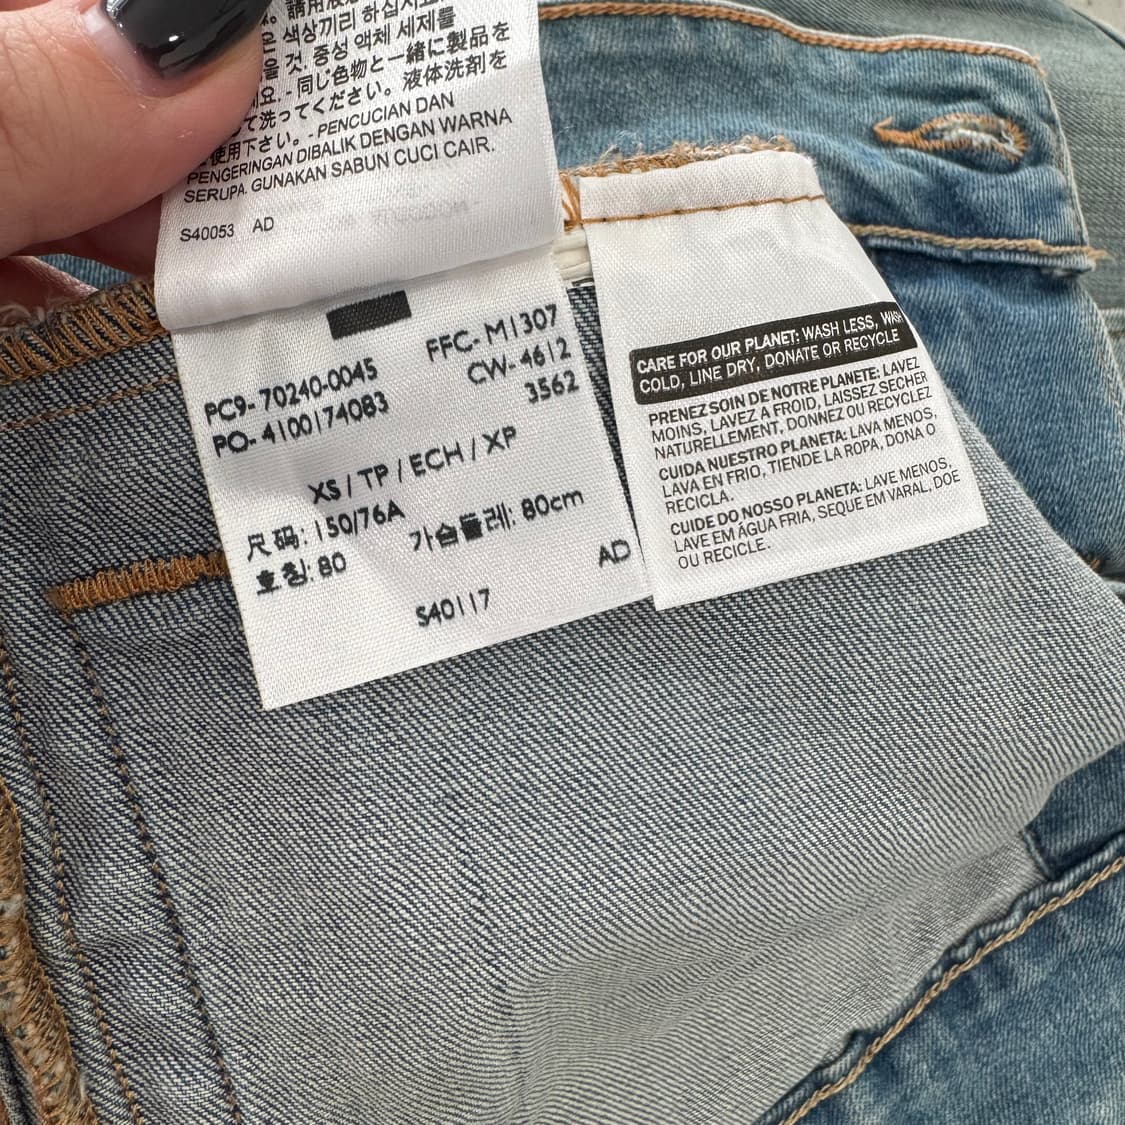 색상끼리 하십시오
것. 중성 액체 세제를
- 同じ色物と一緒に製品を
洗ってください。液体洗剤を
使用下さい。- PENCUCIAN DAN
PENGERINGAN DIBALIK DENGAN WARNA
SERUPA. GUNAKAN SABUN CUCI CAIR.
S40053 AD
PC9- 70240-0045 FFC- M1307
PO- 4100174083 CW- 4612
3562
XS / TP / ECH / XP
尺码: 150/76A 가슴둘레: 80cm
호칭: 80
AD
S40117
CARE FOR OUR PLANET: WASH LESS, WASH
COLD, LINE DRY, DONATE OR RECYCLE
PRENEZ SOIN DE NOTRE PLANETE: LAVEZ
MOINS, LAVEZ A FROID, LAISSEZ SECHER
NATURELLEMENT, DONNEZ OU RECYCLEZ
CUIDA NUESTRO PLANETA: LAVA MENOS,
LAVA EN FRIO, TIENDE LA ROPA, DONA O
RECICLA.
CUIDE DO NOSSO PLANETA: LAVE MENOS,
LAVE EM ÁGUA FRIA, SEQUE EM VARAL, DOE
OU RECICLE.